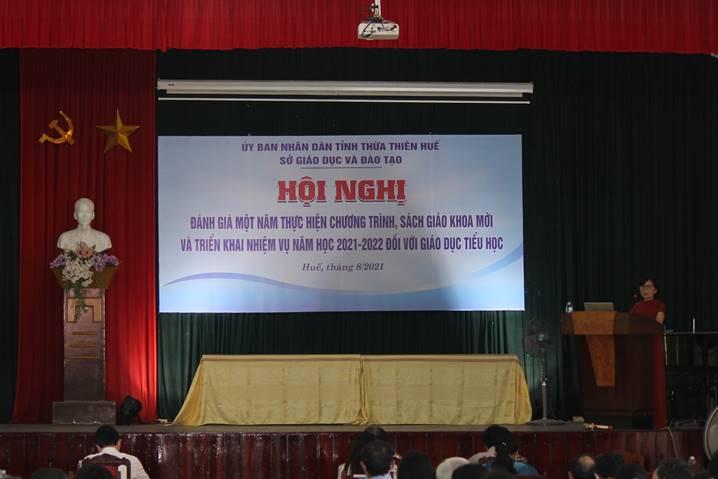 ỦY BAN NHÂN DÂN TỈNH THỪA THIÊN HUẾ
SỞ GIÁO DỤC VÀ ĐÀO TẠO
HỘI NGHỊ
ĐÁNH GIÁ MỘT NĂM THỰC HIỆN CHƯƠNG TRÌNH, SÁCH GIÁO KHOA MỚI
VÀ TRIỂN KHAI NHIỆM VỤ NĂM HỌC 2021-2022 ĐỐI VỚI GIÁO DỤC TIỂU HỌC
Huế, tháng 8/2021